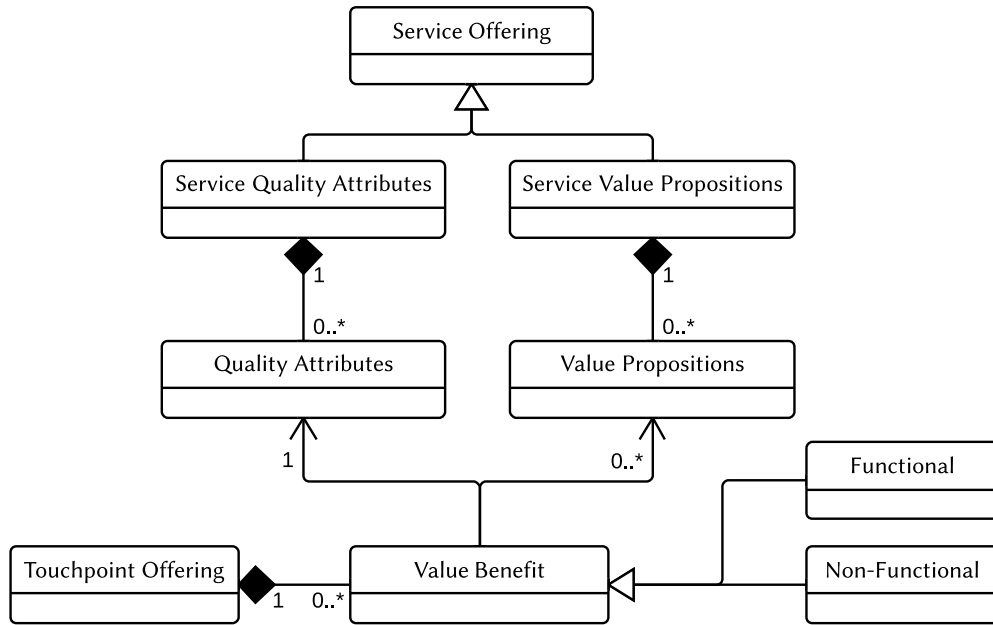 Service Offering
Service Quality Attributes
Service Value Propositions
1
1
0..*
0..*
Quality Attributes
Value Propositions
1
0..*
Functional
Touchpoint Offering
Value Benefit
Non-Functional
1
0..*